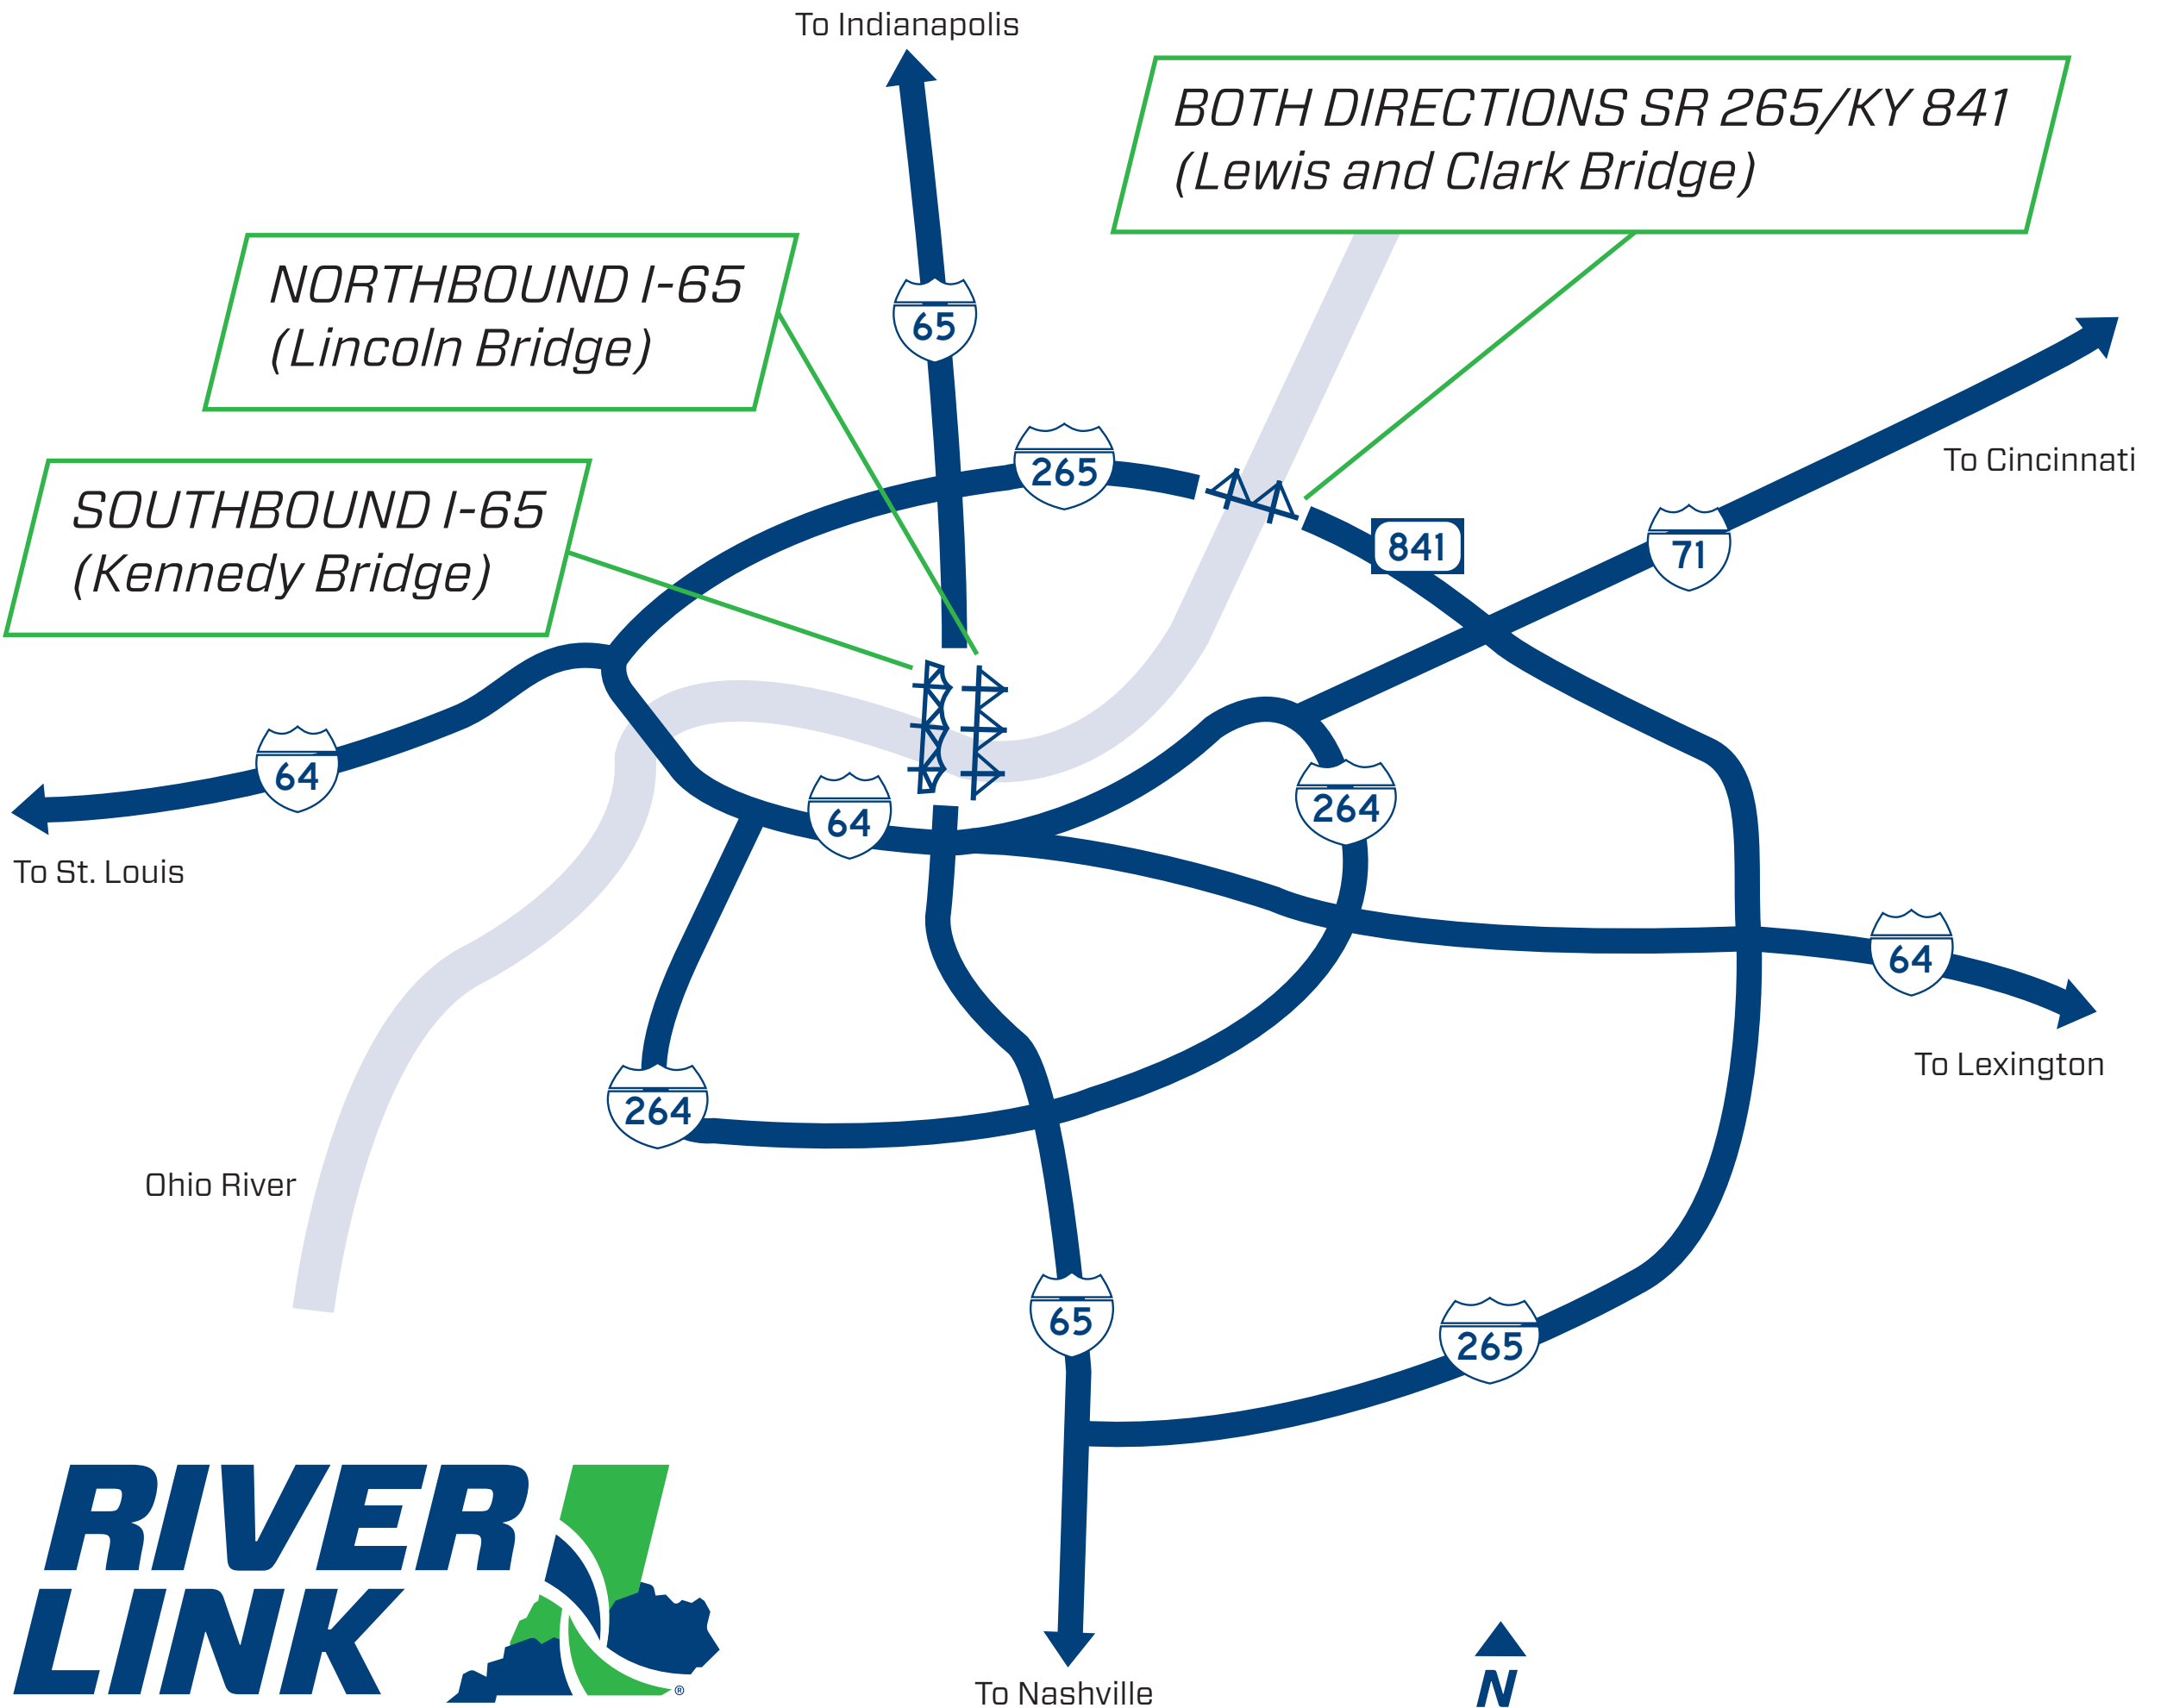 To Indianapolis
BOTH DIRECTIONS SR 265/KY 841
(Lewis and Clark Bridge)
NORTHBOUND I-65
(Lincoln Bridge)
65
To Cincinnati
265
SOUTHBOUND I-65
(Kennedy Bridge)
841
71
64
64
264
To St. Louis
64
To Lexington
264
Ohio River
65
265
RIVER
LINK
®
To Nashville
N